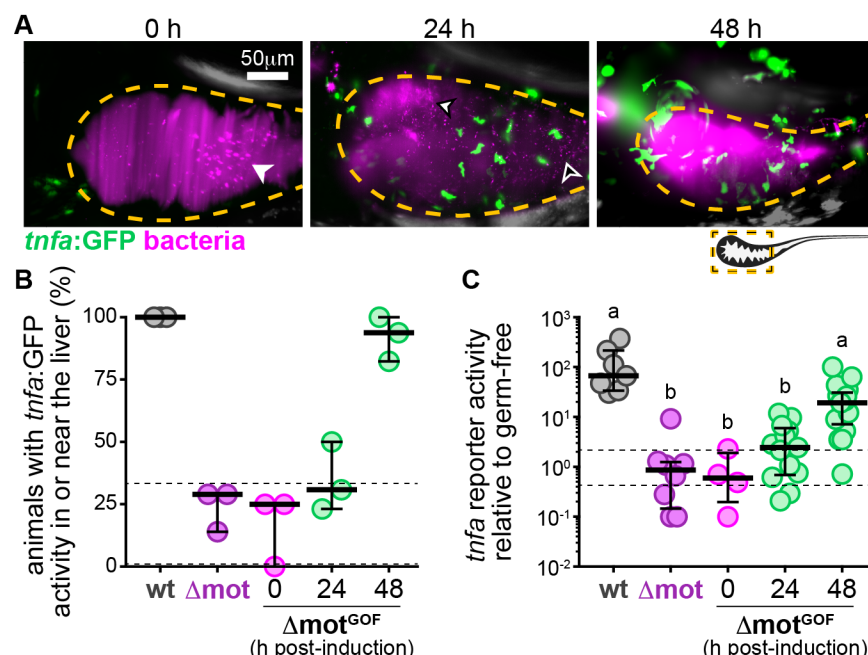 A
0 h
24 h
48 h
50μm
tnfa:GFP bacteria
B
animals with tnfa:GFP
activity in or near the liver (%)
100
75
50
25
0
wt
Δmot
0
24
48
ΔmotGOF
(h post-induction)
C
tnfa reporter activity
relative to germ-free
10³
10²
10¹
10⁰
10⁻¹
10⁻²
a
b
b
b
a
wt
Δmot
0
24
48
ΔmotGOF
(h post-induction)